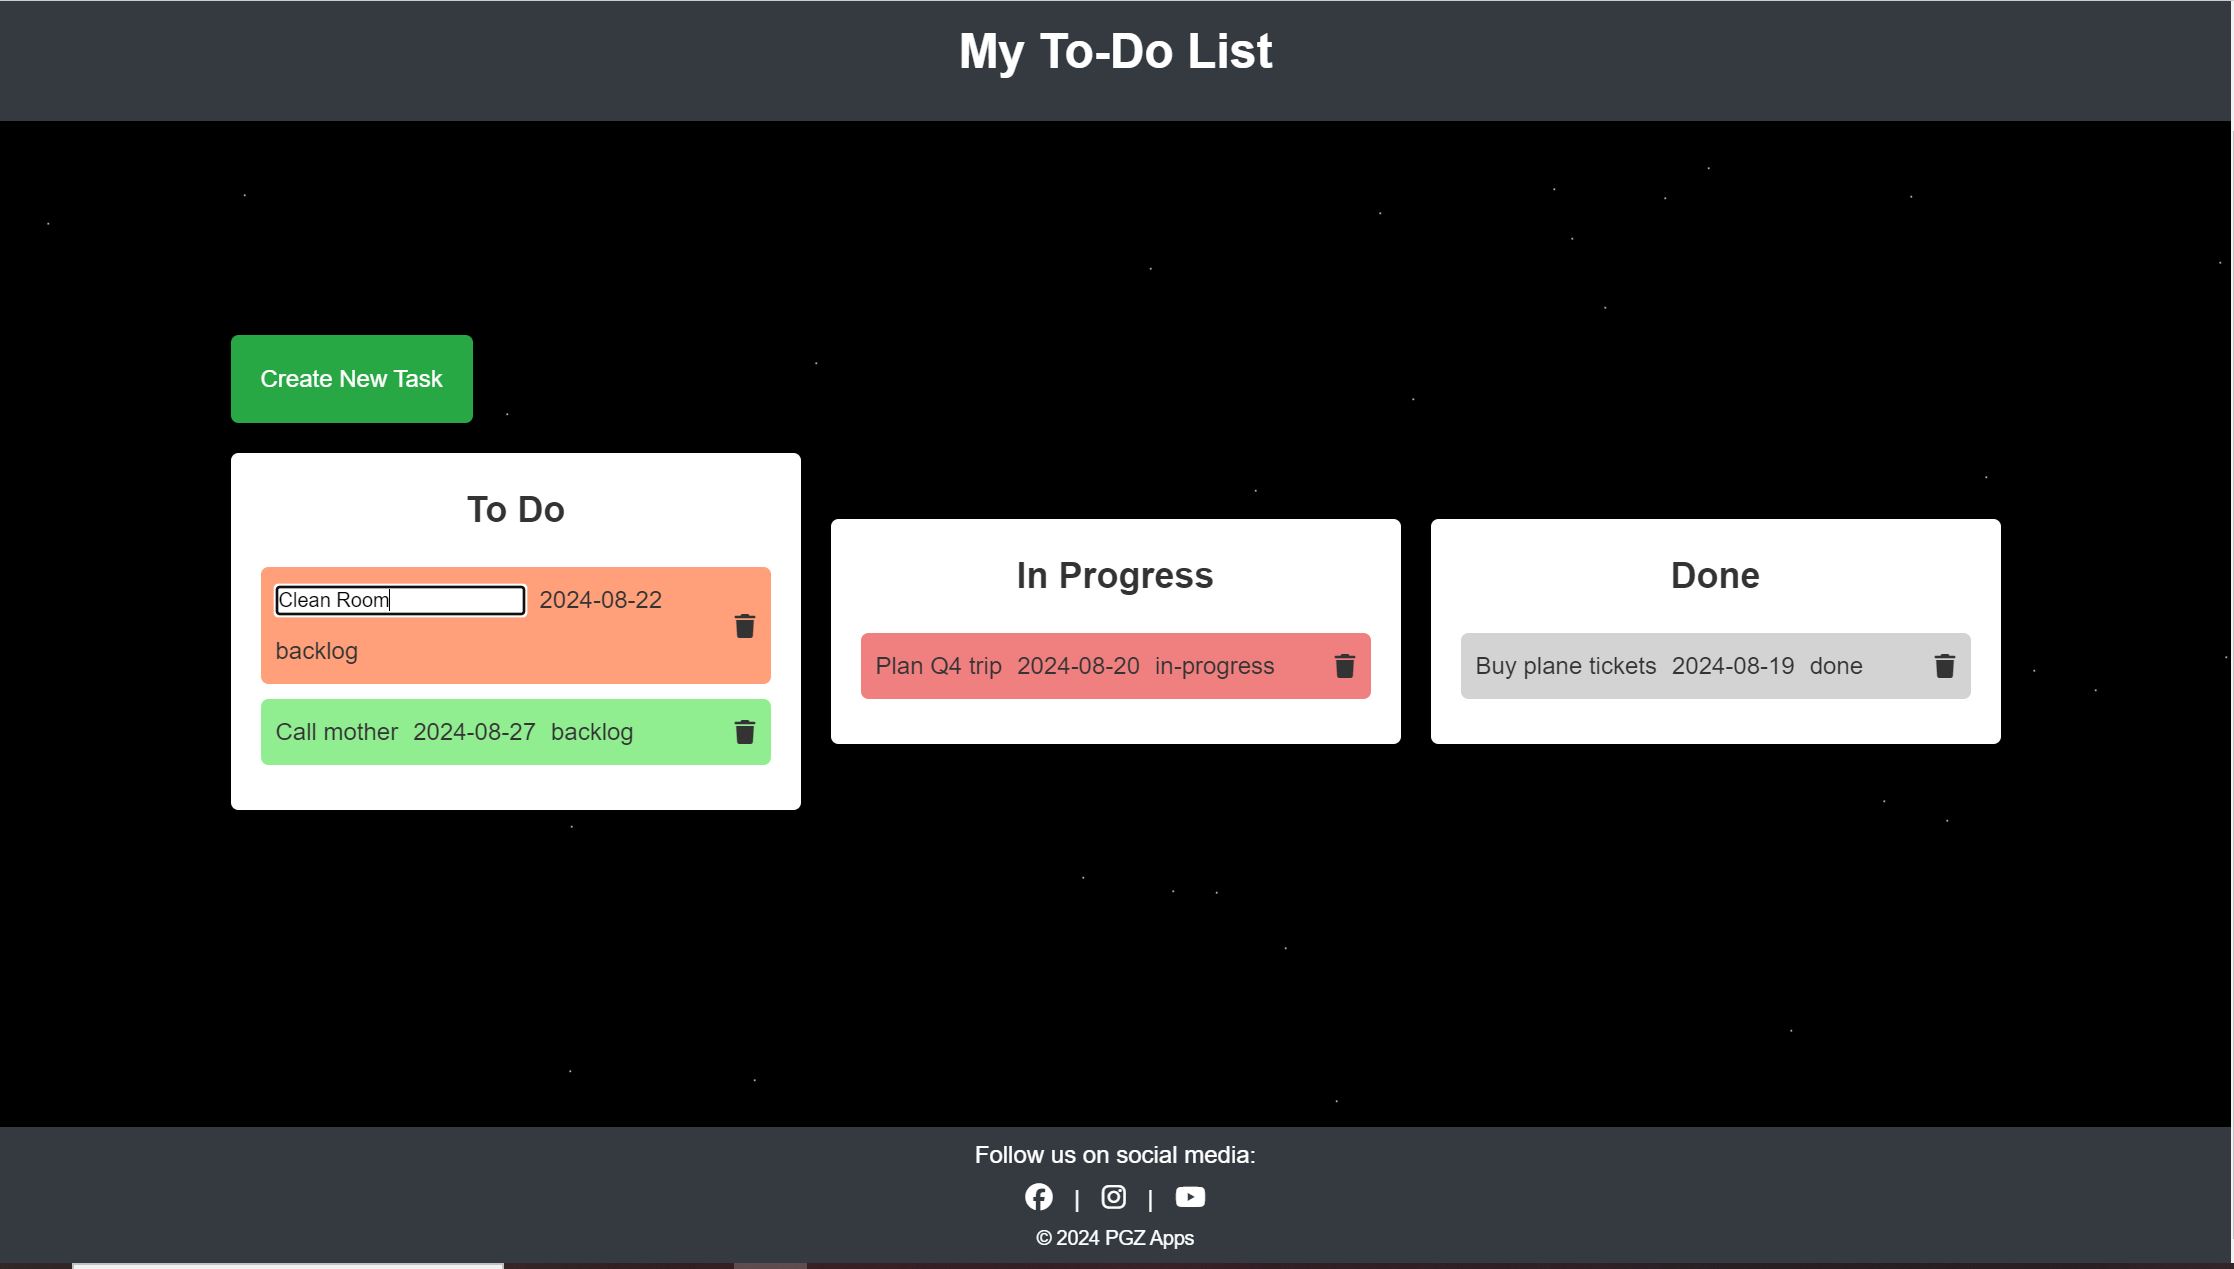 My To-Do List
Create New Task
To Do
Clean Room 2024-08-22
backlog
Call mother 2024-08-27 backlog
In Progress
Plan Q4 trip 2024-08-20 in-progress
Done
Buy plane tickets 2024-08-19 done
Follow us on social media:
| |
© 2024 PGZ Apps